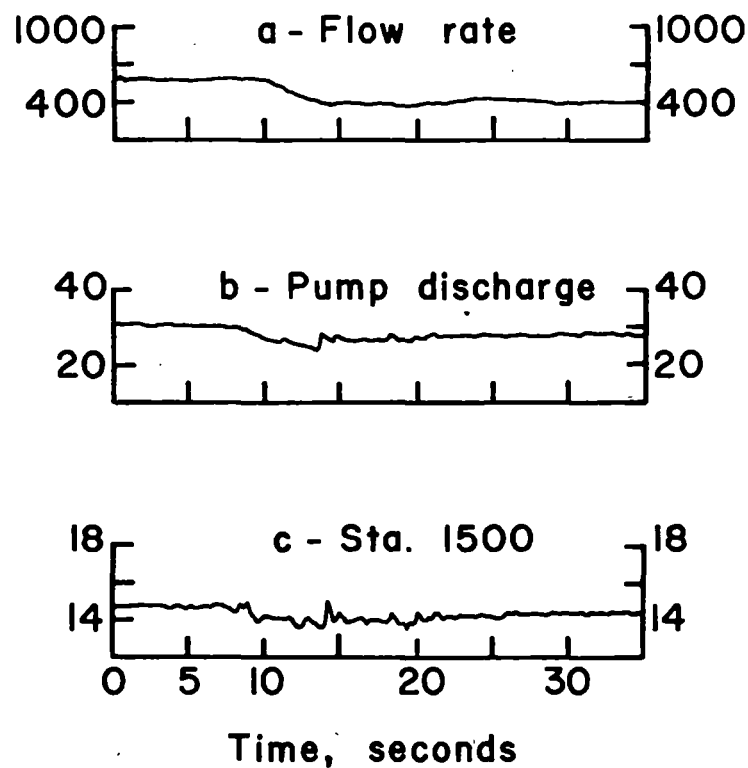 a - Flow rate
1000 1000
400 400
b - Pump discharge
40 40
20 20
c - Sta. 1500
18 18
14 14
0 5 10 20 30
Time, seconds